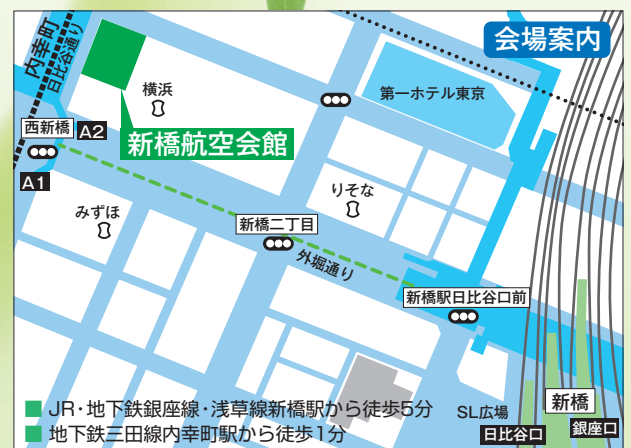 会場案内
内幸町
日比谷通り
横浜
第一ホテル東京
西新橋
A2
新橋航空会館
A1
りそな
みずほ
新橋二丁目
外堀通り
新橋駅日比谷口前
JR・地下鉄銀座線・浅草線新橋駅から徒歩5分
地下鉄三田線内幸町駅から徒歩1分
SL広場
新橋
日比谷口
銀座口